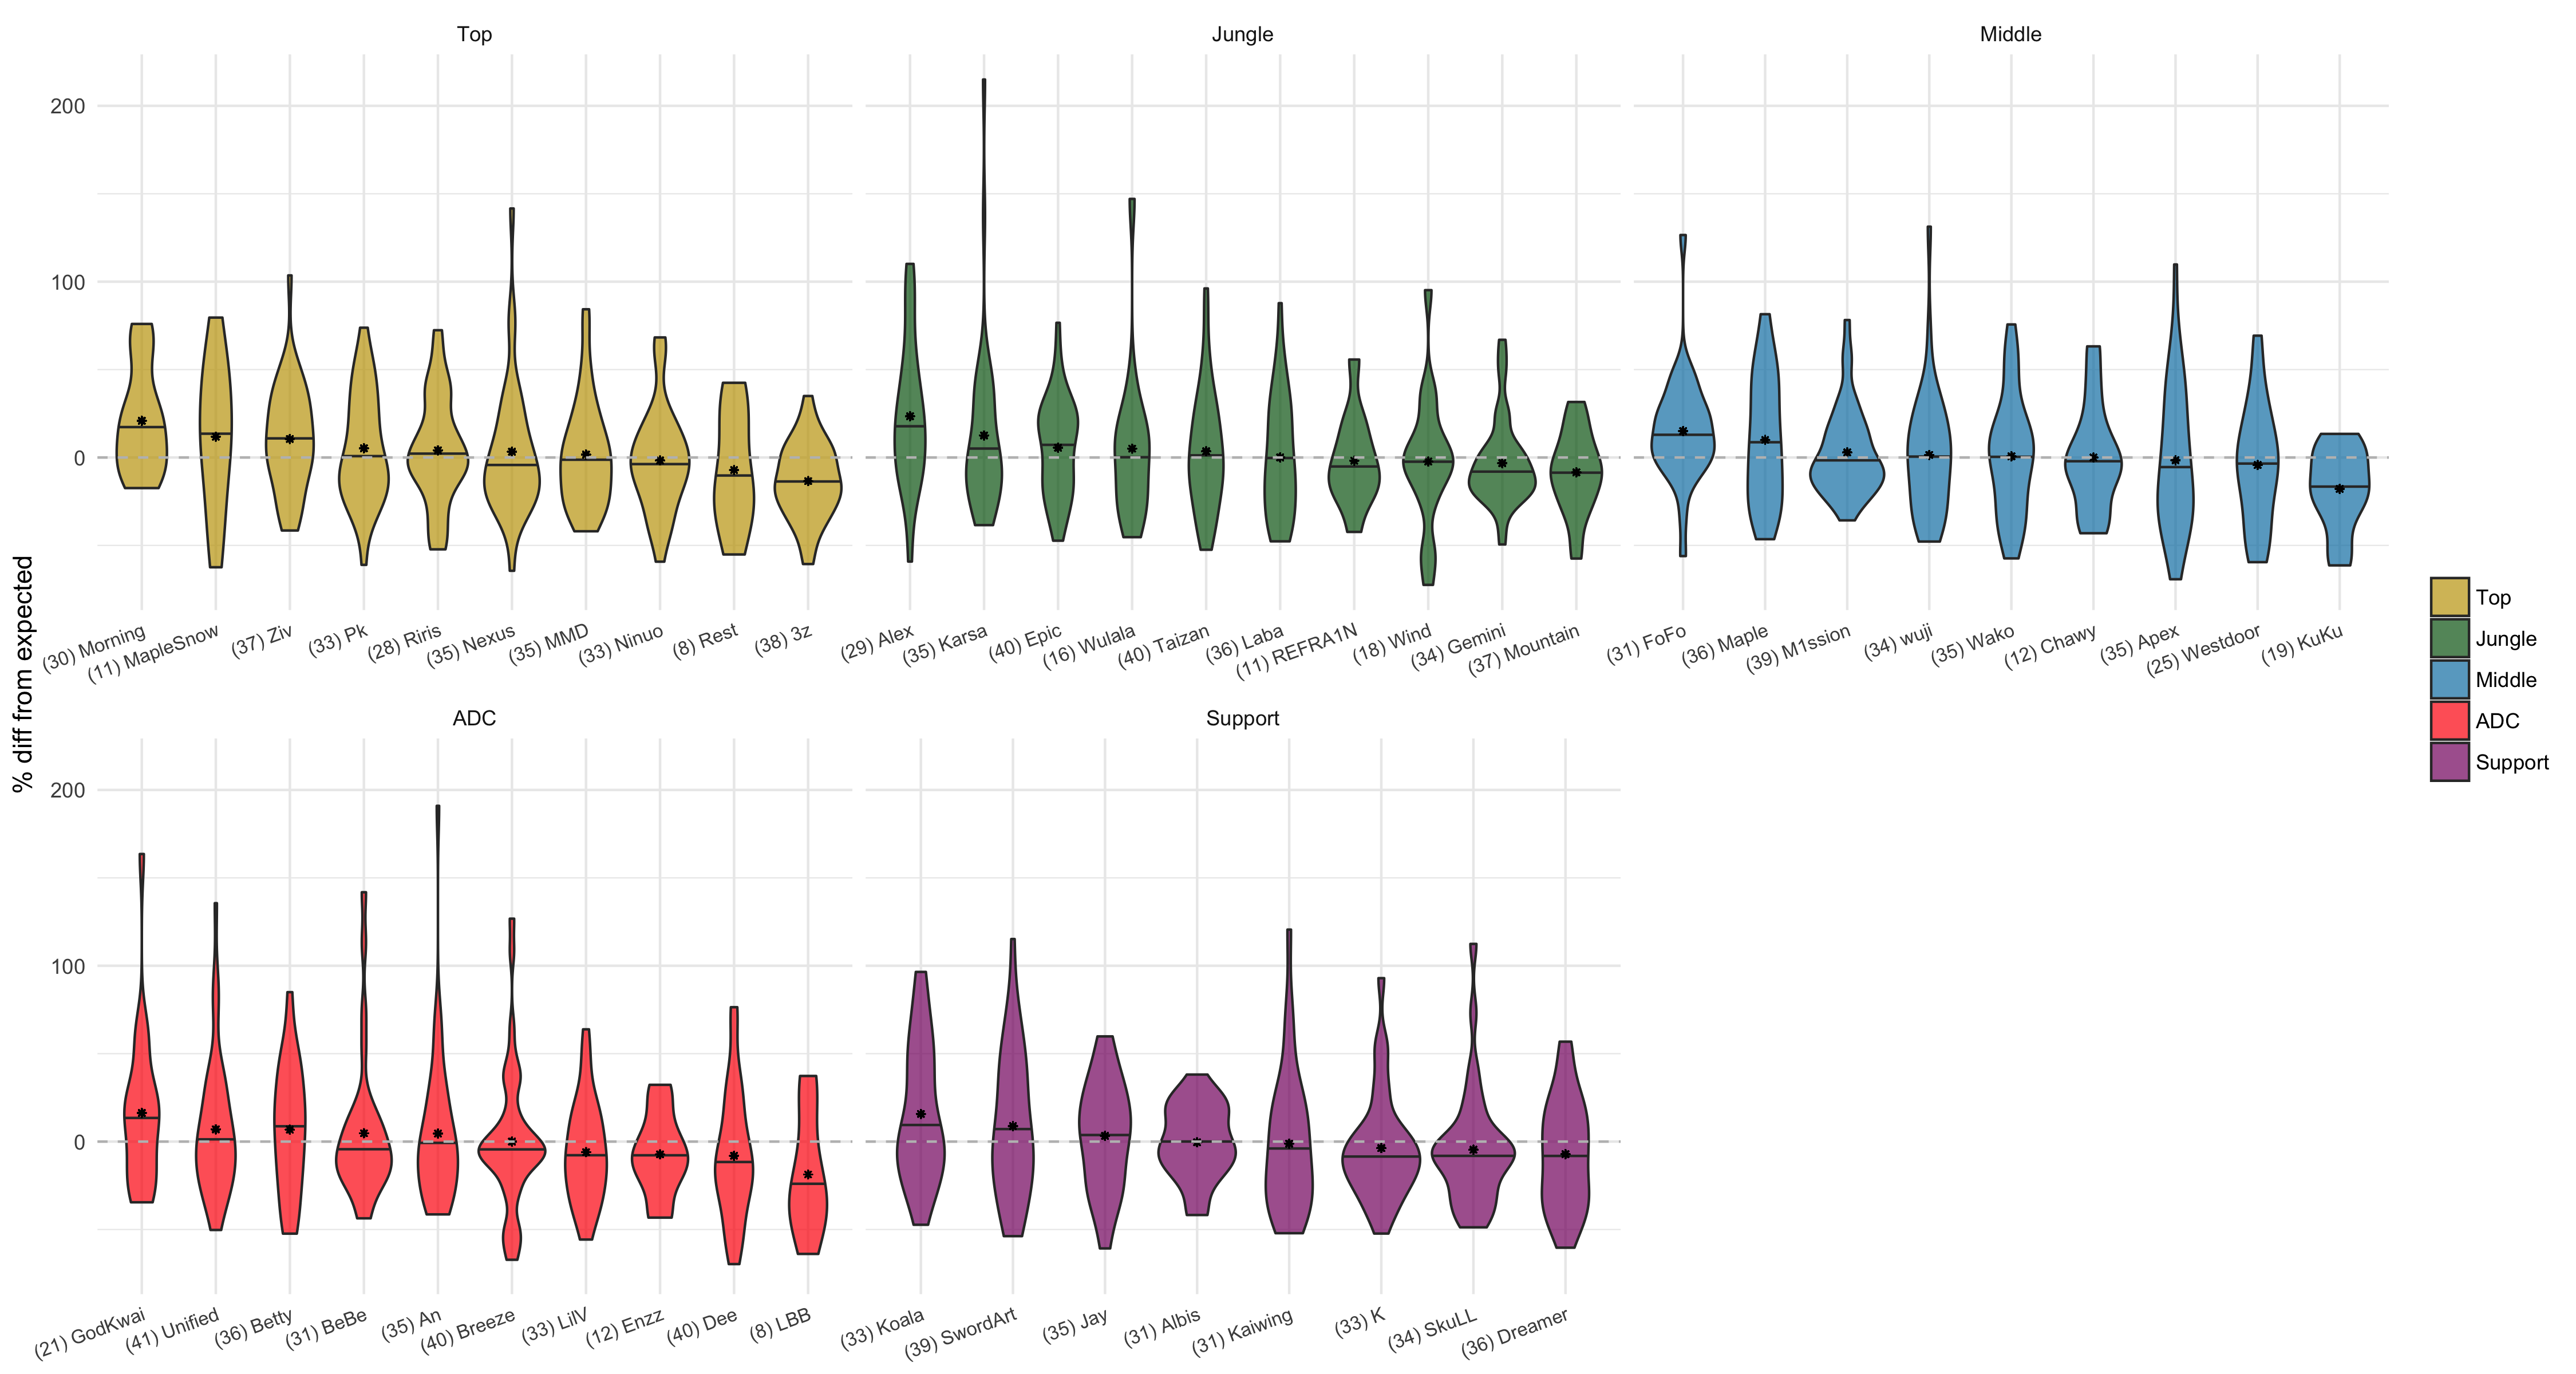 Top
Jungle
Middle
% diff from expected
200
100
0
(30) Morning
(11) MapleSnow
(37) Ziv
(33) Pk
(28) Riris
(35) Nexus
(35) MMD
(33) Ninuo
(8) Rest
(38) 3z
(29) Alex
(35) Karsa
(40) Epic
(16) Wulala
(40) Taizan
(36) Laba
(11) REFRA1N
(18) Wind
(34) Gemini
(37) Mountain
(31) FoFo
(36) Maple
(39) M1ssion
(34) wuji
(35) Wako
(12) Chawy
(35) Apex
(25) Westdoor
(19) KuKu
ADC
Support
200
100
0
(21) GodKwai
(41) Unified
(36) Betty
(31) BeBe
(35) An
(40) Breeze
(33) LilV
(12) Enzz
(40) Dee
(8) LBB
(33) Koala
(39) SwordArt
(35) Jay
(31) Albis
(31) Kaiwing
(33) K
(34) SkuLL
(36) Dreamer
Top
Jungle
Middle
ADC
Support